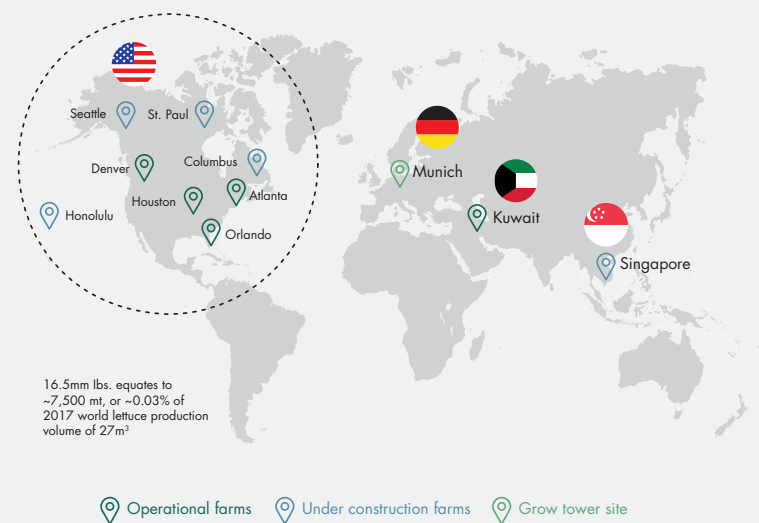 Seattle
St. Paul
Denver
Columbus
Houston
Atlanta
Honolulu
Orlando
Munich
Kuwait
Singapore
16.5mm lbs. equates to
~7,500 mt, or ~0.03% of
2017 world lettuce production
volume of 27m³
Operational farms
Under construction farms
Grow tower site